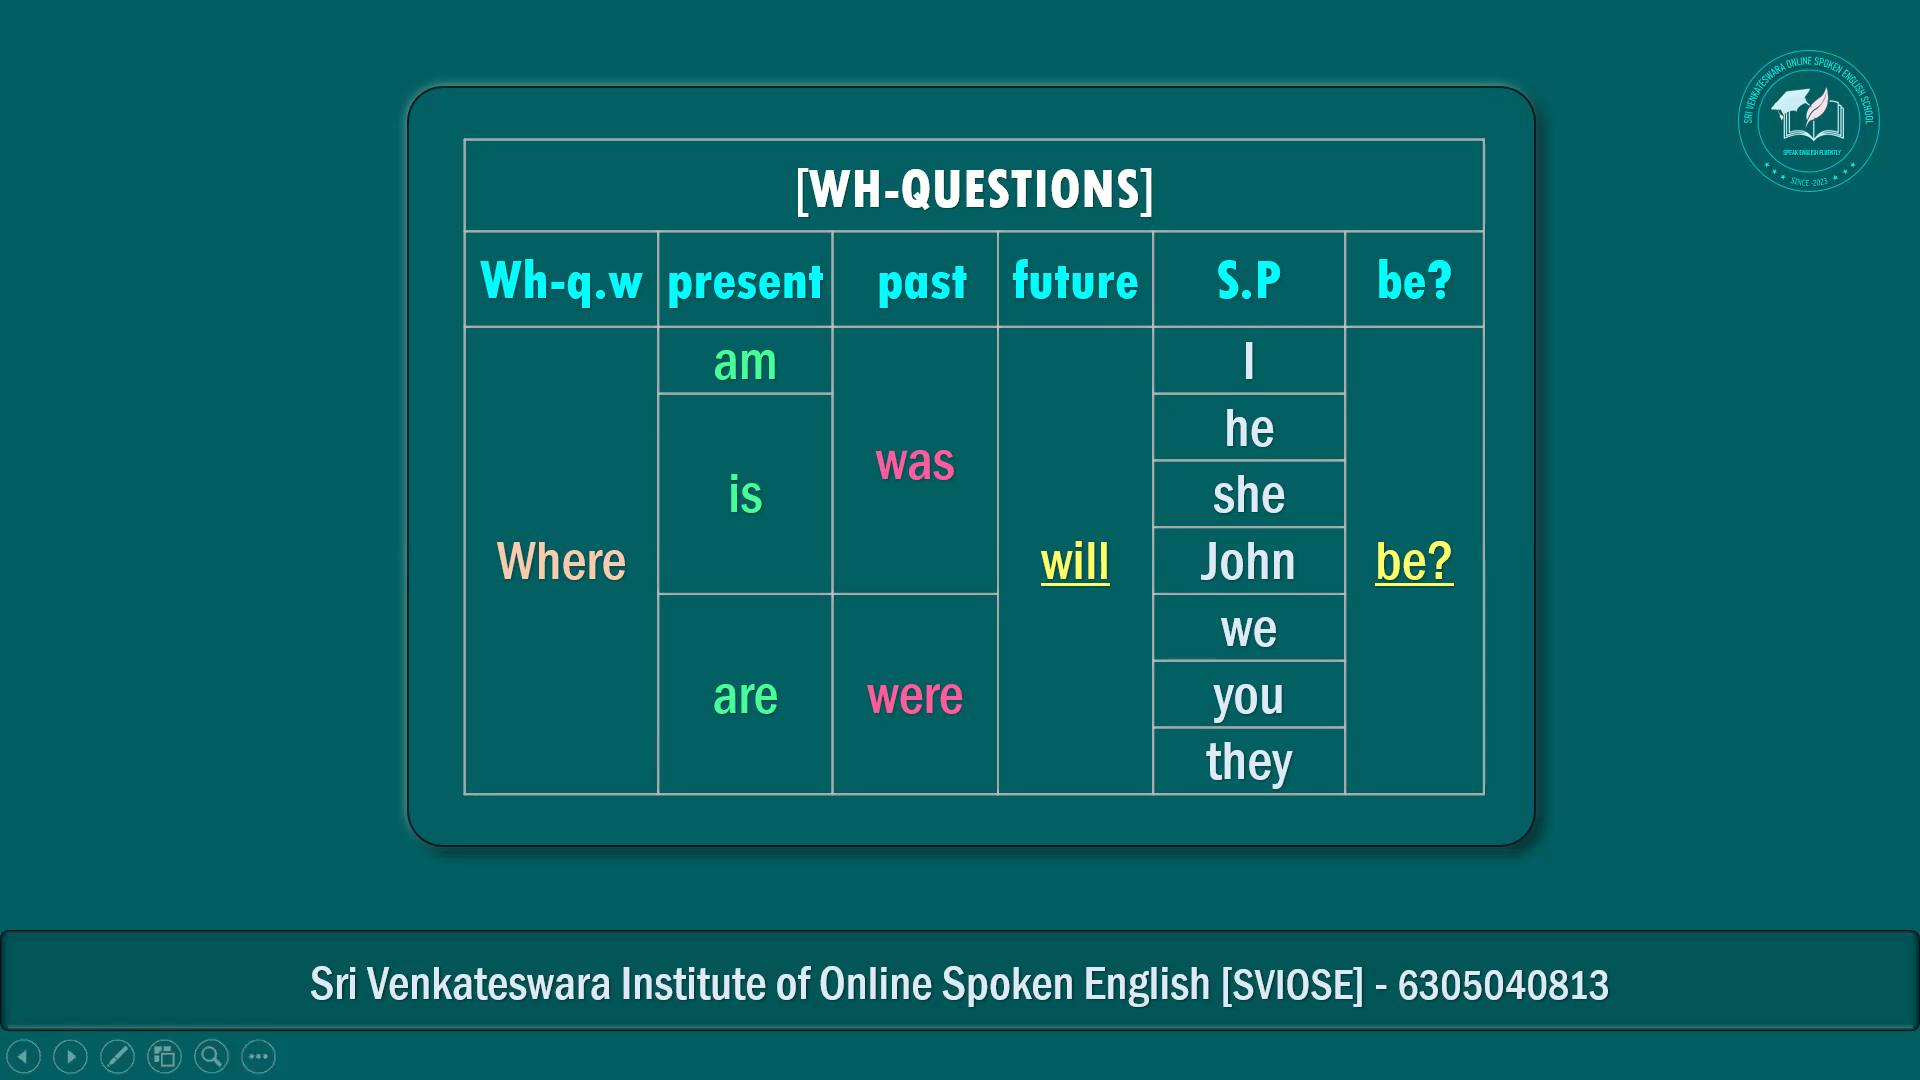 SRI VENKATESWARA ONLINE SPOKEN ENGLISH SCHOOL
SPEAK ENGLISH FLUENTLY
SINCE -2023
[WH-QUESTIONS]
Wh-q.w present past future S.P be?
am I
he
is was she
Where will John be?
we
are were you
they
Sri Venkateswara Institute of Online Spoken English [SVIOSE] - 6305040813